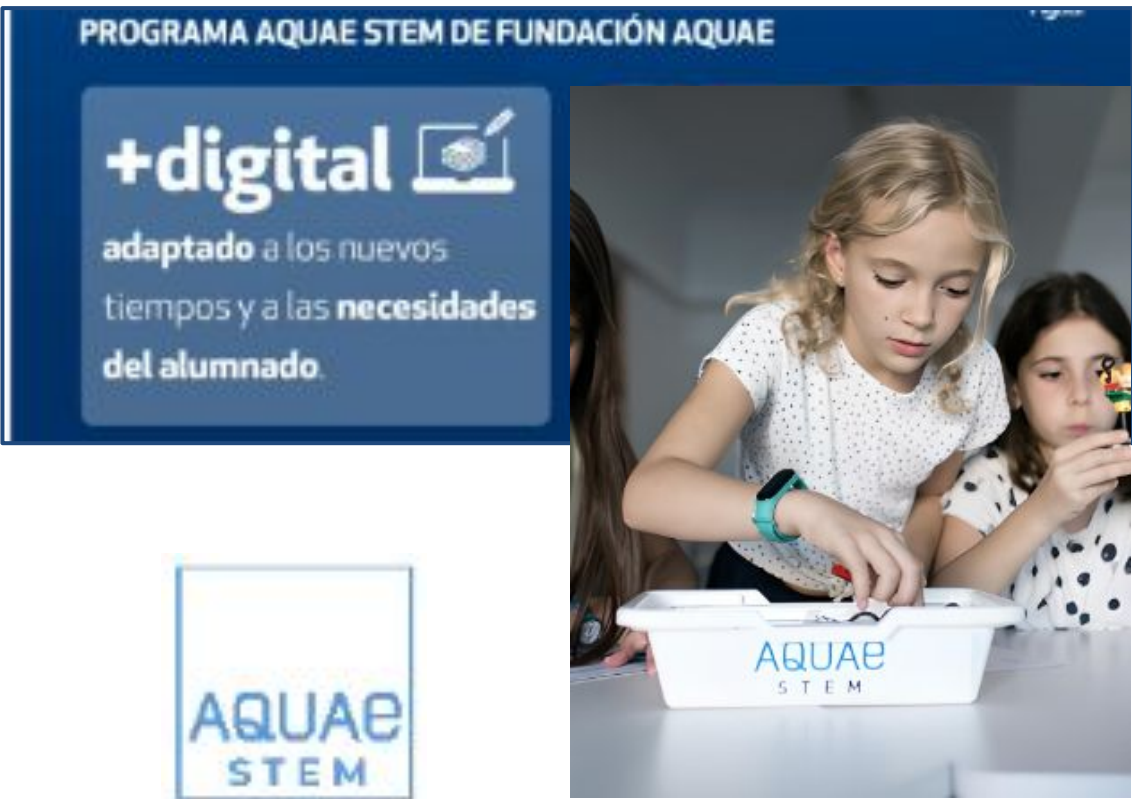 PROGRAMA AQUAE STEM DE FUNDACIÓN AQUAE
+digital
adaptado a los nuevos
tiempos y a las necesidades
del alumnado.
AQUAE
STEM
AQUAE
STEM